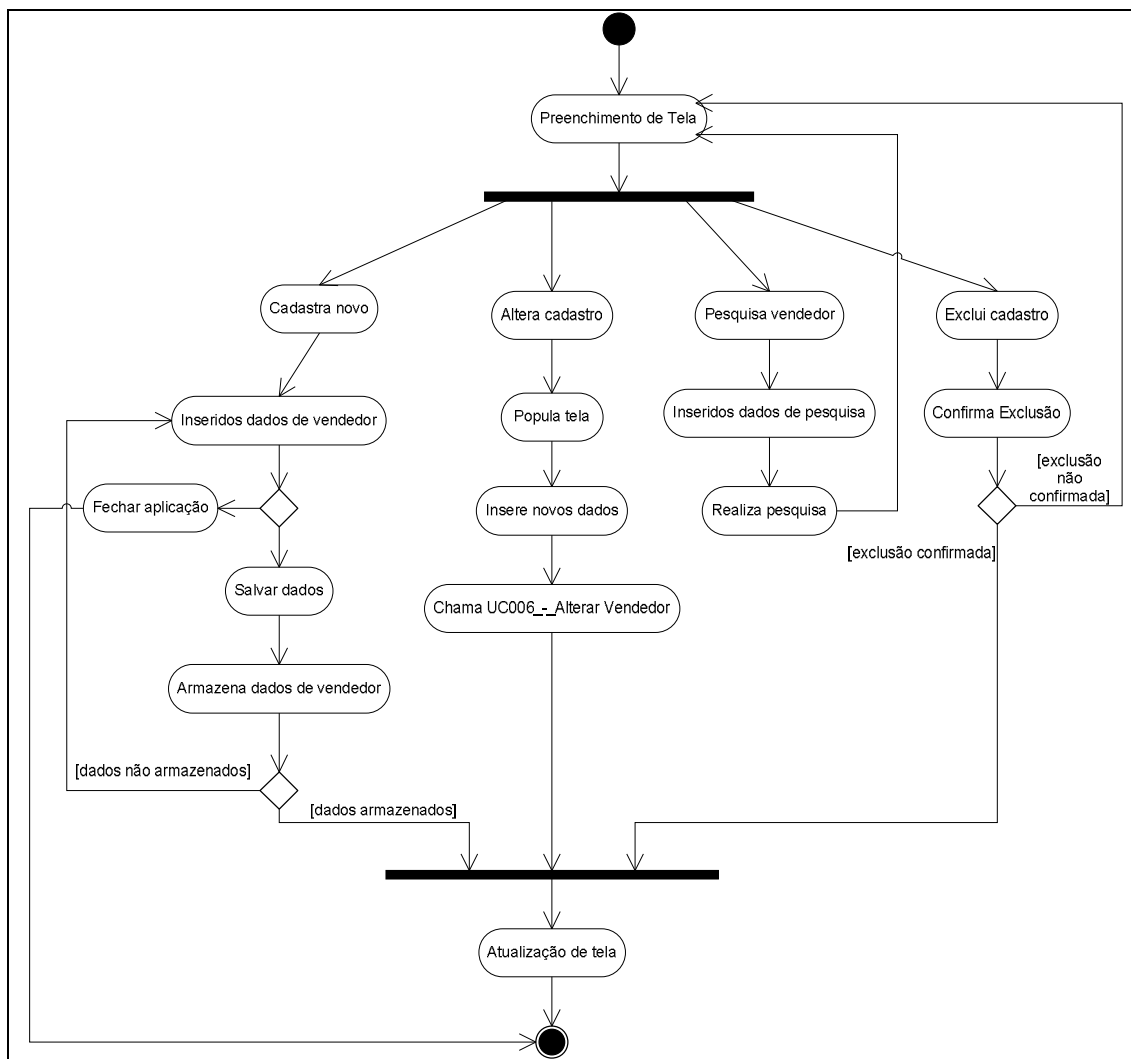 Preenchimento de Tela
Cadastra novo
Altera cadastro
Pesquisa vendedor
Exclui cadastro
Inseridos dados de vendedor
Popula tela
Inseridos dados de pesquisa
Confirma Exclusão
[exclusão
não
confirmada]
Fechar aplicação
Insere novos dados
Realiza pesquisa
[exclusão confirmada]
Salvar dados
Chama UC006_-_Alterar Vendedor
Armazena dados de vendedor
[dados não armazenados]
[dados armazenados]
Atualização de tela